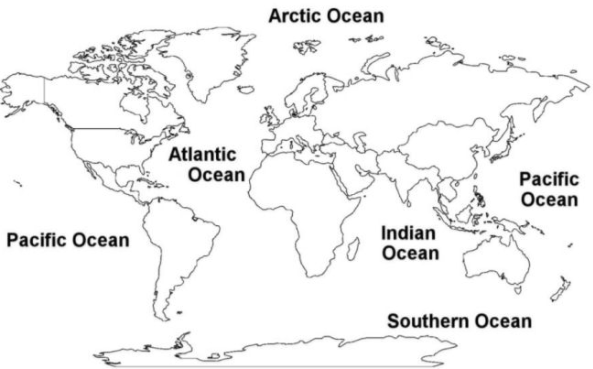 Arctic Ocean
Atlantic
Ocean
Pacific
Ocean
Pacific Ocean
Indian
Ocean
Southern Ocean